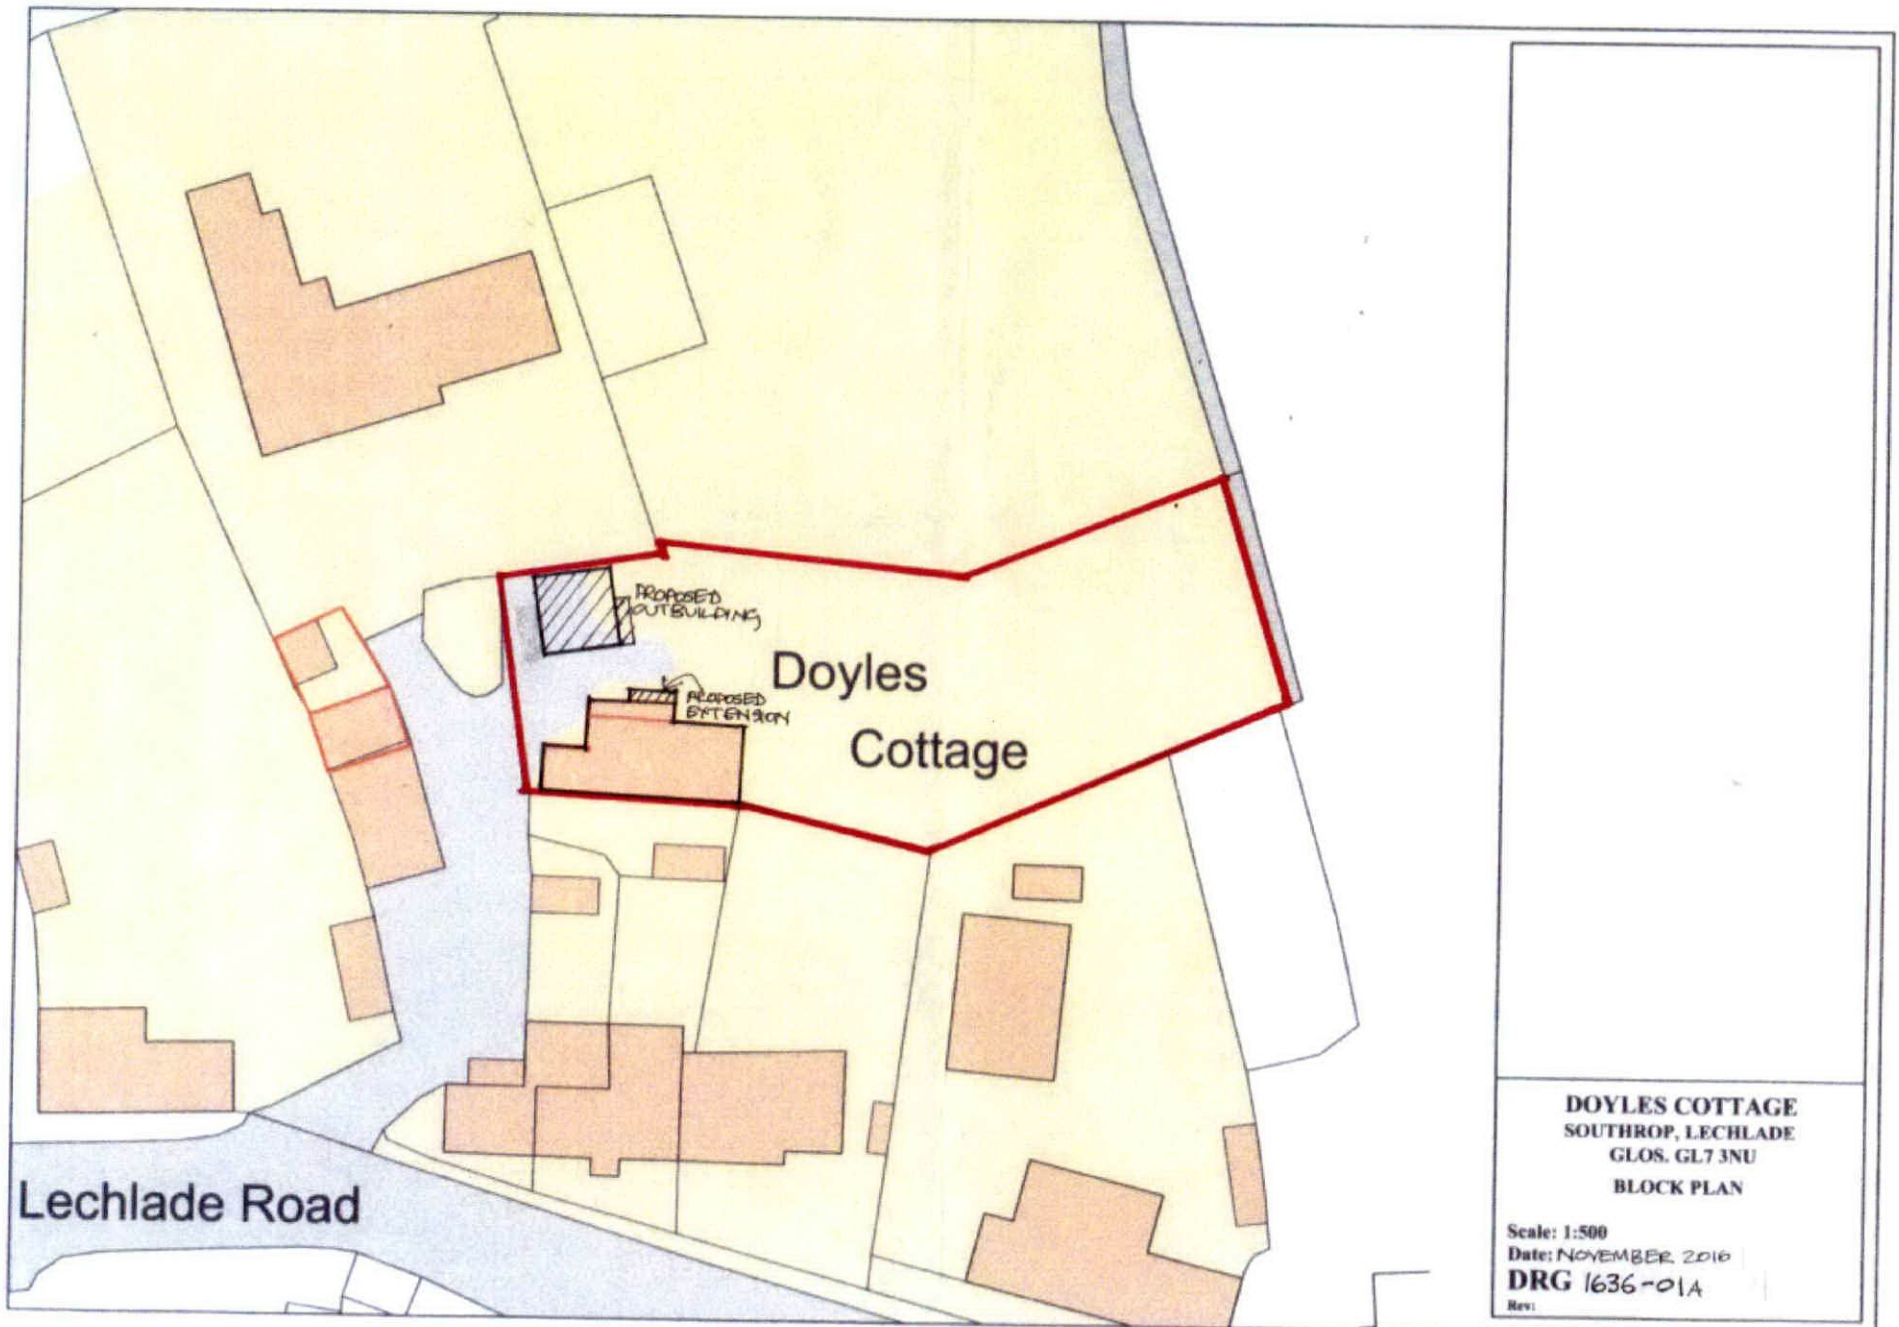 PROPOSED
OUTBUILDING
PROPOSED
EXTENSION
Doyles
Cottage
Lechlade Road
DOYLES COTTAGE
SOUTHROP, LECHLADE
GLOS. GL7 3NU
BLOCK PLAN
Scale: 1:500
Date: NOVEMBER 2016
DRG 1636-01A
Rev: